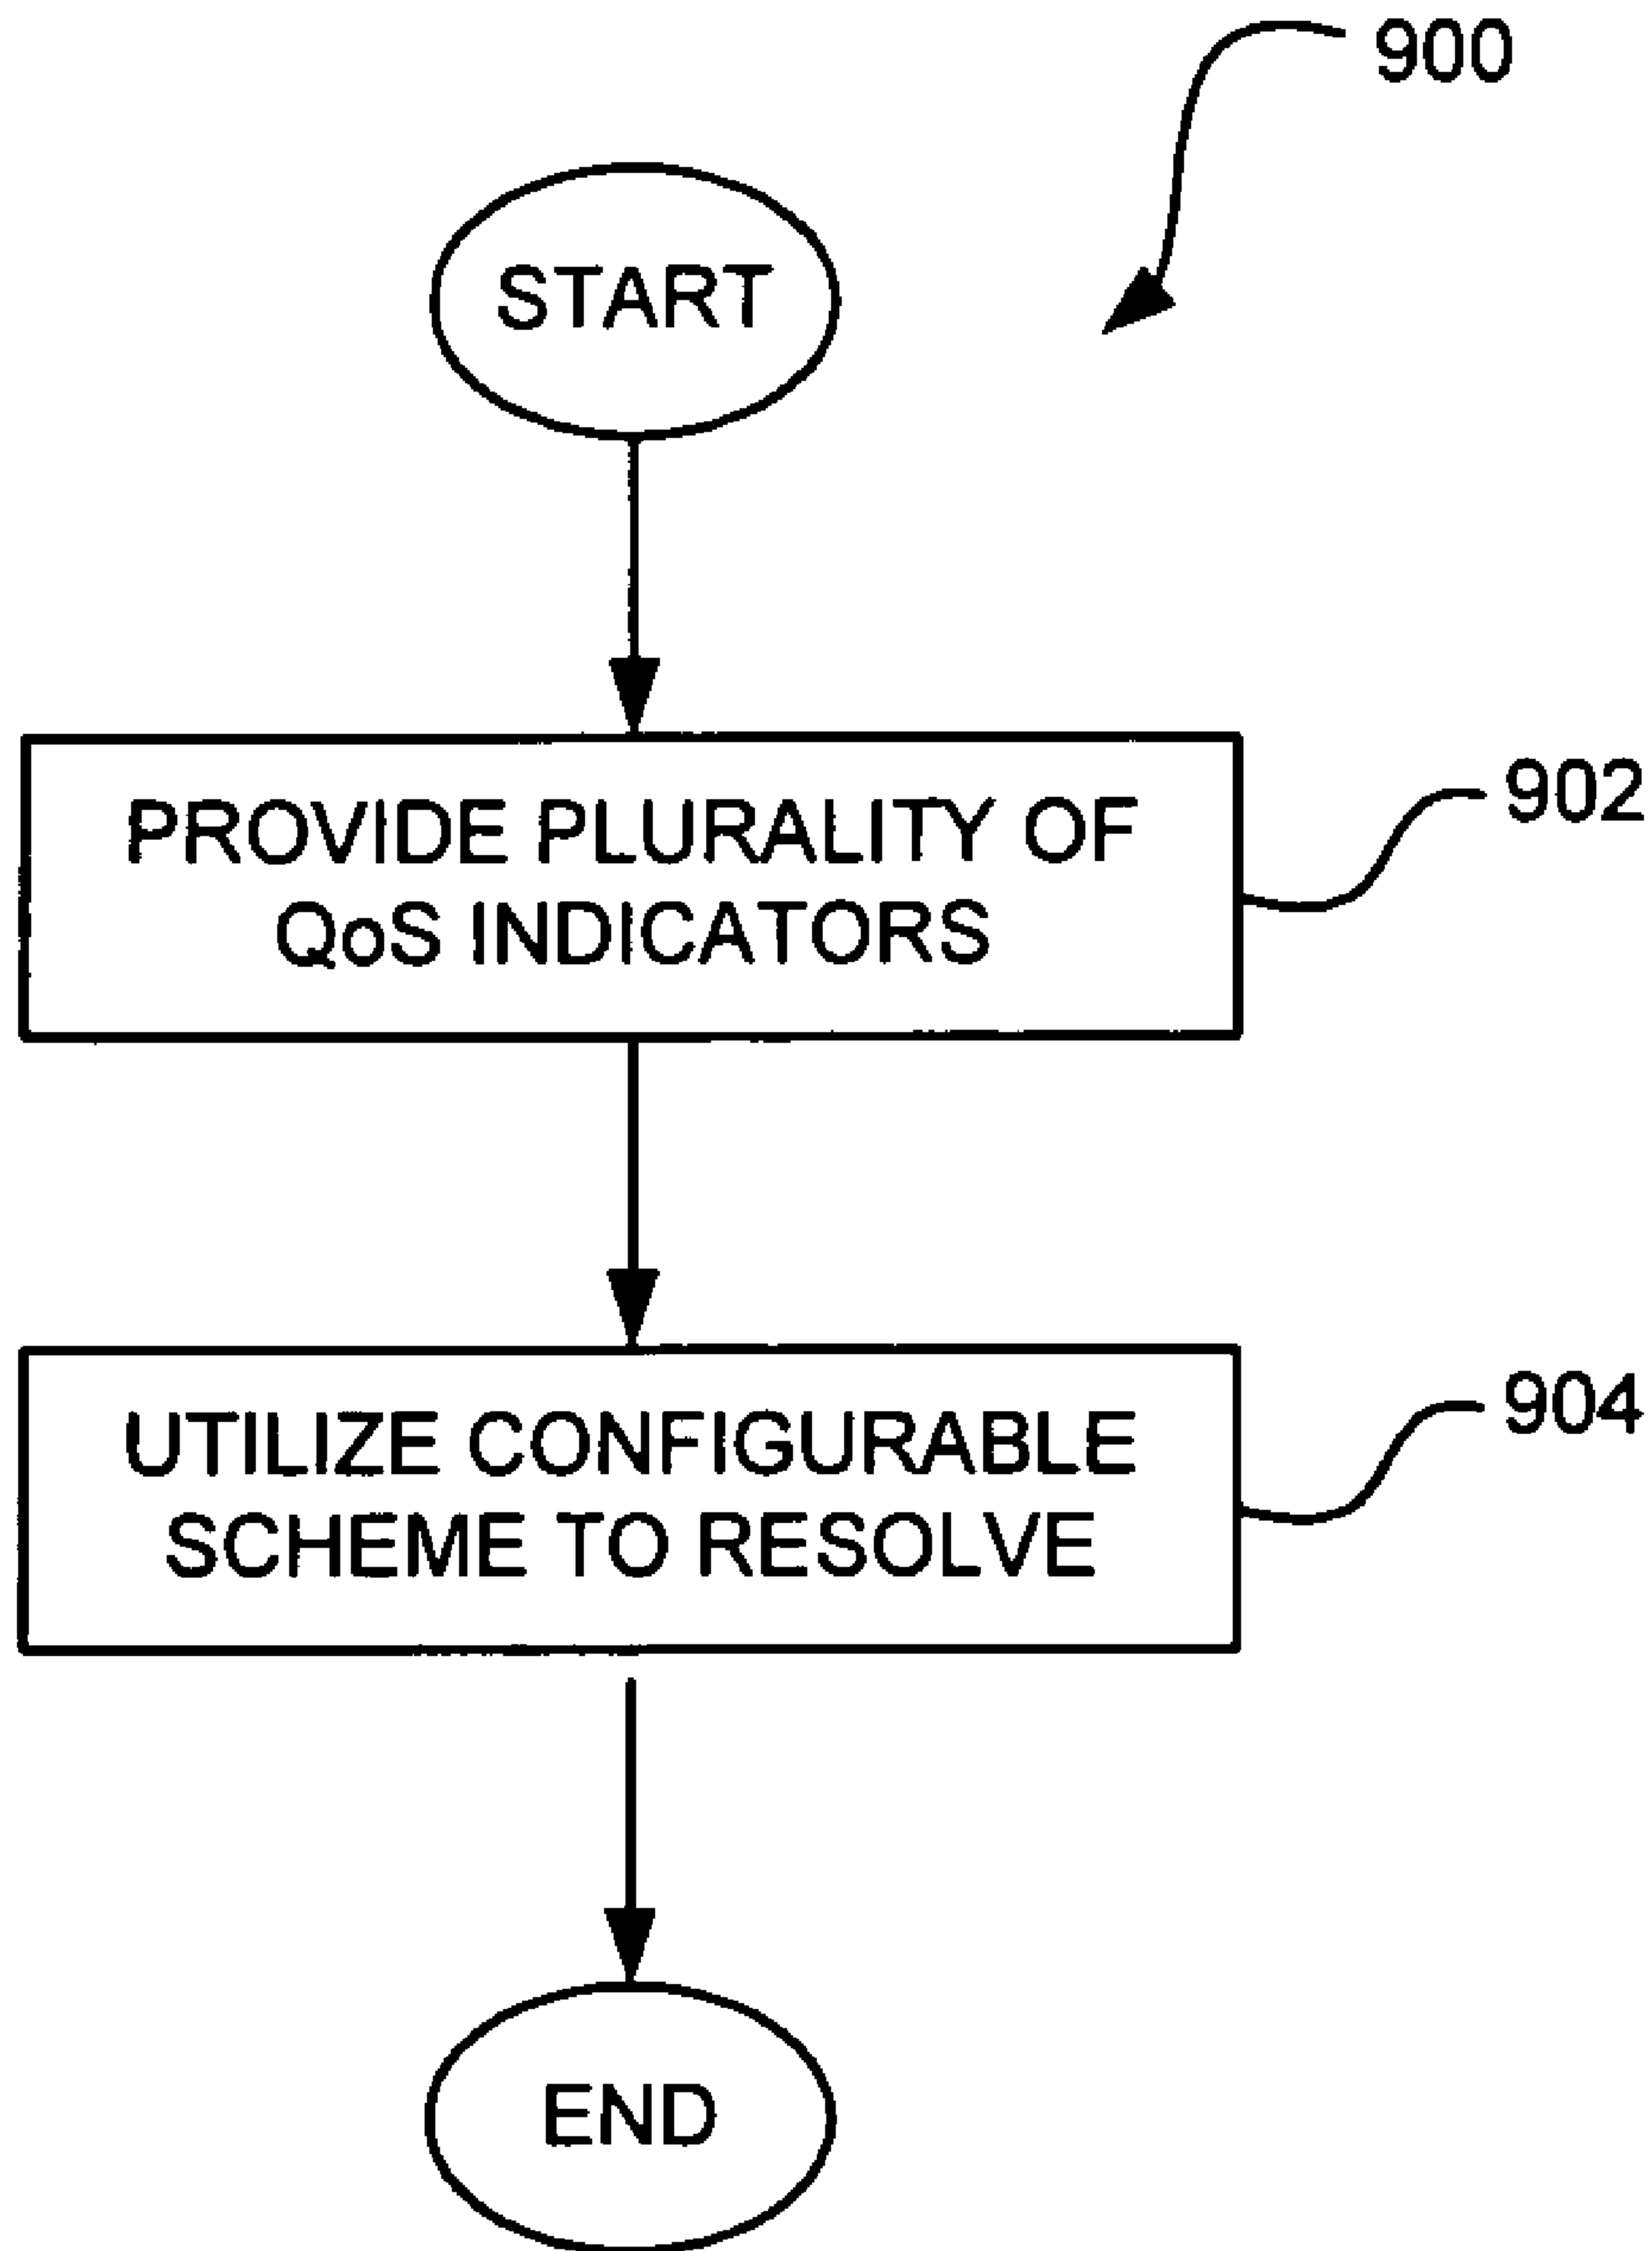 900
START
PROVIDE PLURALITY OF
QoS INDICATORS
902
UTILIZE CONFIGURABLE
SCHEME TO RESOLVE
904
END